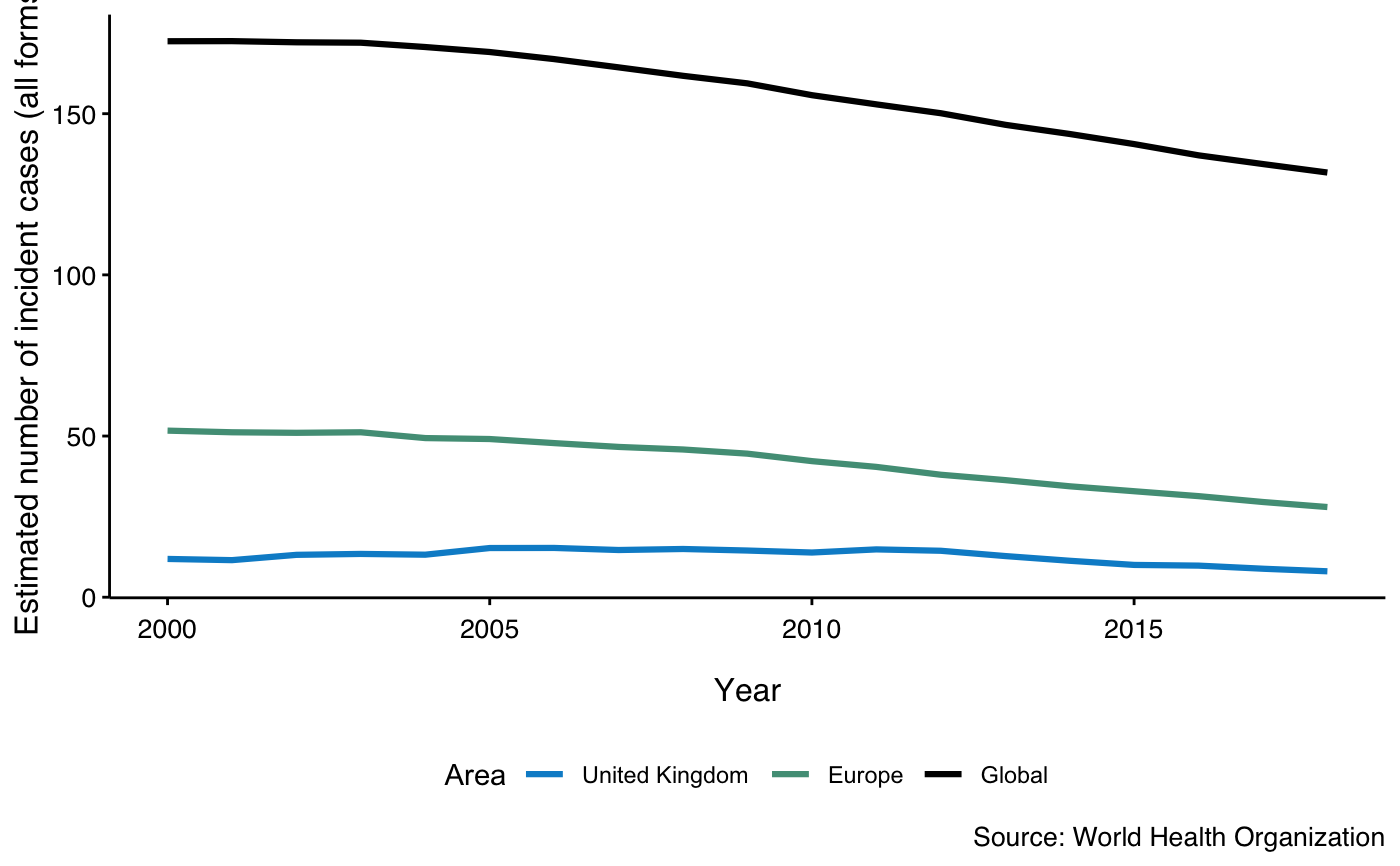 Estimated number of incident cases (all forms
150
100
50
0
2000 2005 2010 2015
Year
Area United Kingdom Europe Global
Source: World Health Organization